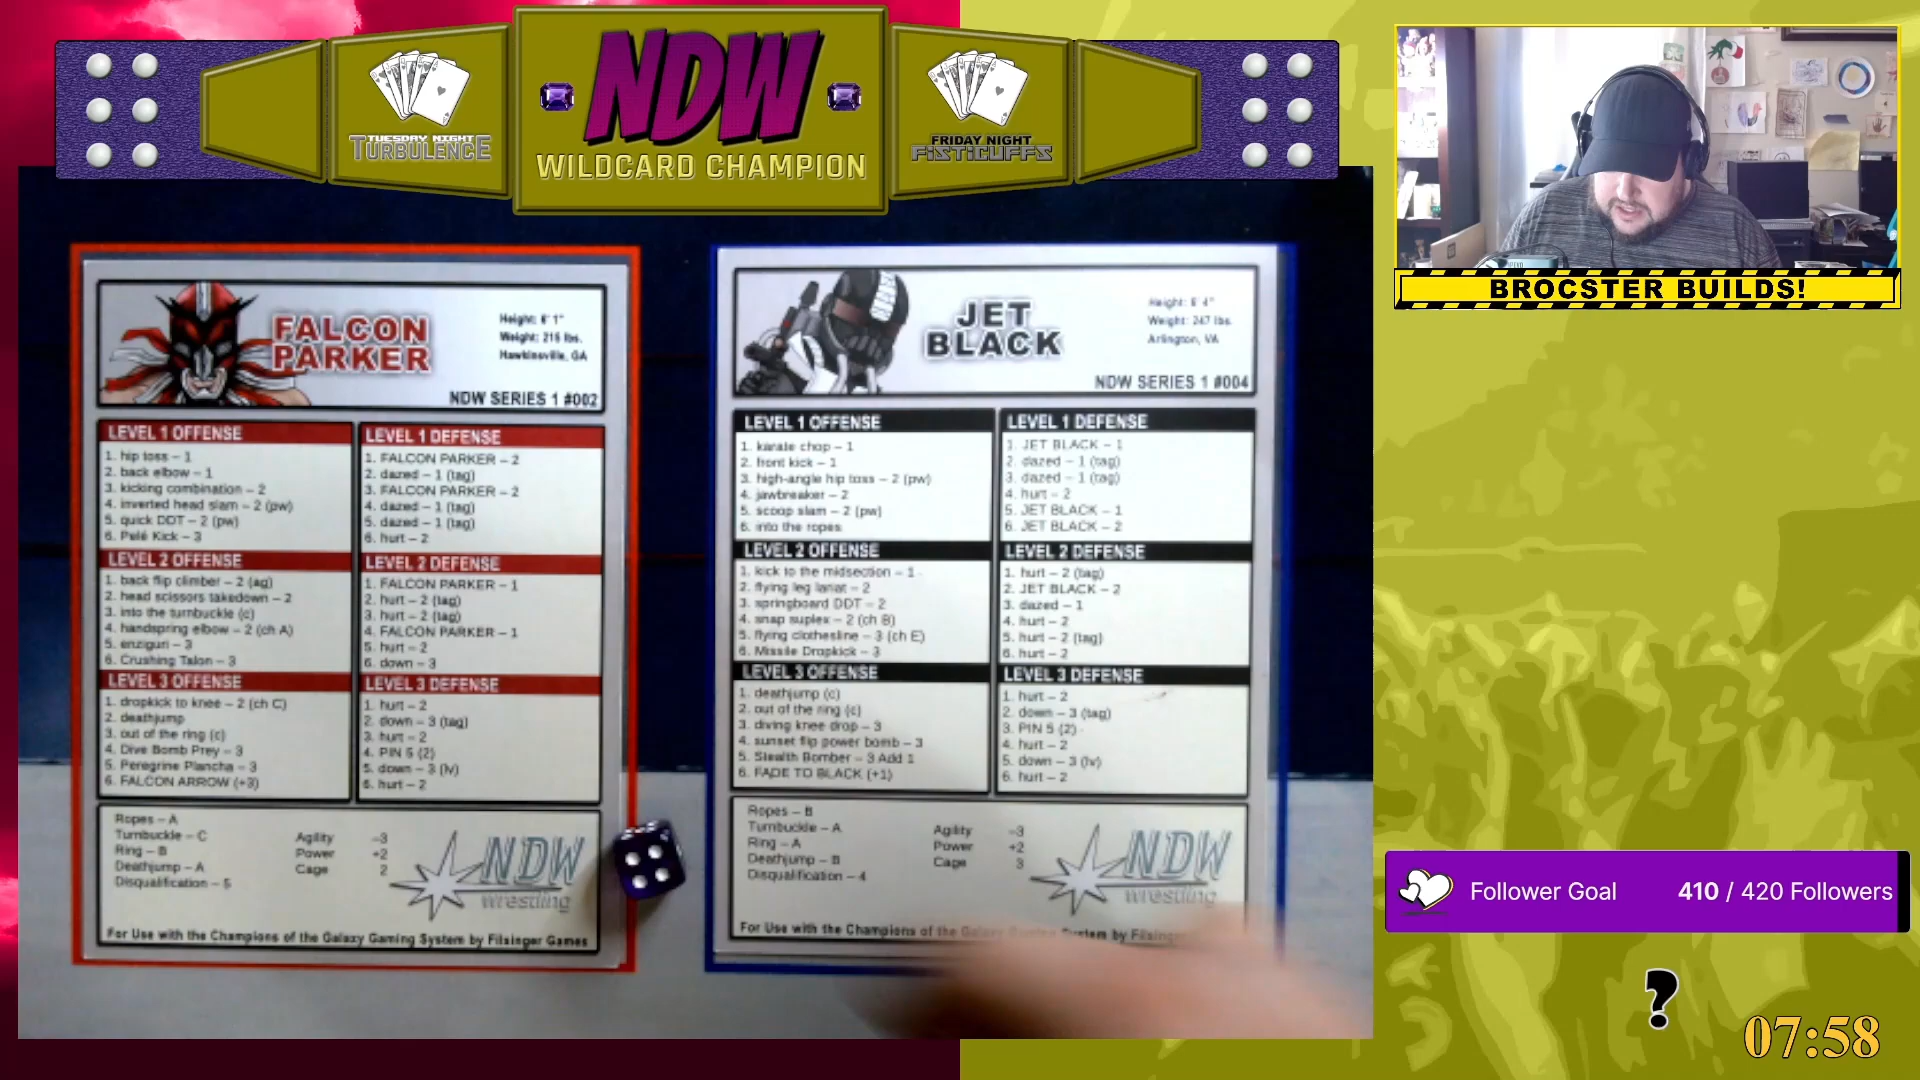 TUESDAY NIGHT
TURBULENCE
NDW
WILDCARD CHAMPION
FRIDAY NIGHT
FISTICUFFS
BROCSTER BUILDS!
FALCON
PARKER
Height: 6' 1"
Weight: 215 lbs.
Hawkinsville, GA
NDW SERIES 1 #002
LEVEL 1 OFFENSE
1. hip toss – 1
2. back elbow – 1
3. kicking combination – 2
4. inverted head slam – 2 (pw)
5. quick DDT – 2 (pw)
6. Pelé Kick – 3
LEVEL 2 OFFENSE
1. back flip climber – 2 (ag)
2. head scissors takedown – 2
3. into the turnbuckle (c)
4. handspring elbow – 2 (ch A)
5. enziguri – 3
6. Crushing Talon – 3
LEVEL 3 OFFENSE
1. dropkick to knee – 2 (ch C)
2. deathjump
3. out of the ring (c)
4. Dive Bomb Prey – 3
5. Peregrine Plancha – 3
6. FALCON ARROW (+3)
LEVEL 1 DEFENSE
1. FALCON PARKER – 2
2. dazed – 1 (tag)
3. FALCON PARKER – 2
4. dazed – 1 (tag)
5. dazed – 1 (tag)
6. hurt – 2
LEVEL 2 DEFENSE
1. FALCON PARKER – 1
2. hurt – 2 (tag)
3. hurt – 2 (tag)
4. FALCON PARKER – 1
5. hurt – 2
6. down – 3
LEVEL 3 DEFENSE
1. hurt – 2
2. down – 3 (tag)
3. hurt – 2
4. PIN 5 (2)
5. down – 3 (lv)
6. hurt – 2
Ropes – A
Turnbuckle – C
Ring – B
Deathjump – A
Disqualification – 5
Agility –3
Power +2
Cage 2
NDW
wrestling
For Use with the Champions of the Galaxy Gaming System by Filsinger Games
JET
BLACK
Height: 6' 4"
Weight: 247 lbs.
Arlington, VA
NDW SERIES 1 #004
LEVEL 1 OFFENSE
1. karate chop – 1
2. front kick – 1
3. high-angle hip toss – 2 (pw)
4. jawbreaker – 2
5. scoop slam – 2 (pw)
6. into the ropes
LEVEL 2 OFFENSE
1. kick to the midsection – 1
2. flying leg lariat – 2
3. springboard DDT – 2
4. snap suplex – 2 (ch B)
5. flying clothesline – 3 (ch E)
6. Missile Dropkick – 3
LEVEL 3 OFFENSE
1. deathjump (c)
2. out of the ring (c)
3. diving knee drop – 3
4. sunset flip power bomb – 3
5. Stealth Bomber – 3 Add 1
6. FADE TO BLACK (+1)
LEVEL 1 DEFENSE
1. JET BLACK – 1
2. dazed – 1 (tag)
3. dazed – 1 (tag)
4. hurt – 2
5. JET BLACK – 1
6. JET BLACK – 2
LEVEL 2 DEFENSE
1. hurt – 2 (tag)
2. JET BLACK – 2
3. dazed – 1
4. hurt – 2
5. hurt – 2 (tag)
6. hurt – 2
LEVEL 3 DEFENSE
1. hurt – 2
2. down – 3 (tag)
3. PIN 5 (2)
4. hurt – 2
5. down – 3 (lv)
6. hurt – 2
Ropes – B
Turnbuckle – A
Ring – A
Deathjump – B
Disqualification – 4
Agility –3
Power +2
Cage 3
NDW
wrestling
For Use with the Champions of the Galaxy Gaming System by
Follower Goal 410 / 420 Followers
?
07:58